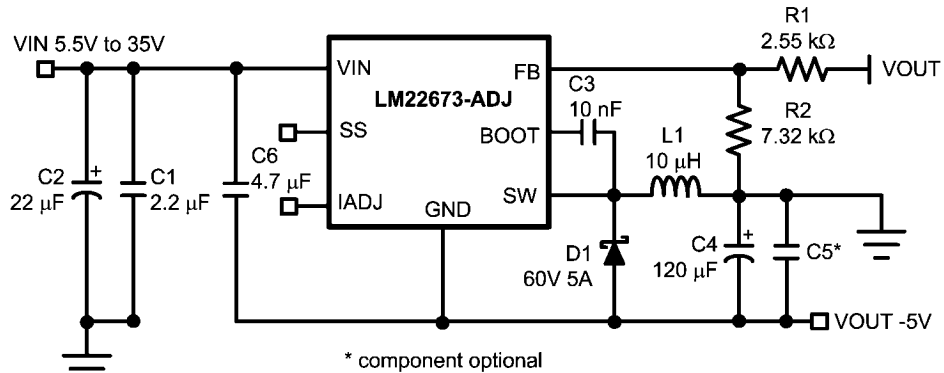 VIN 5.5V to 35V
R1
2.55 kΩ
VIN
FB
VOUT
LM22673-ADJ
C3
10 nF
SS
BOOT
R2
7.32 kΩ
L1
10 μH
C6
4.7 μF
C2
+
22 μF
C1
2.2 μF
IADJ
GND
SW
D1
60V 5A
C4
+
120 μF
C5*
VOUT -5V
* component optional